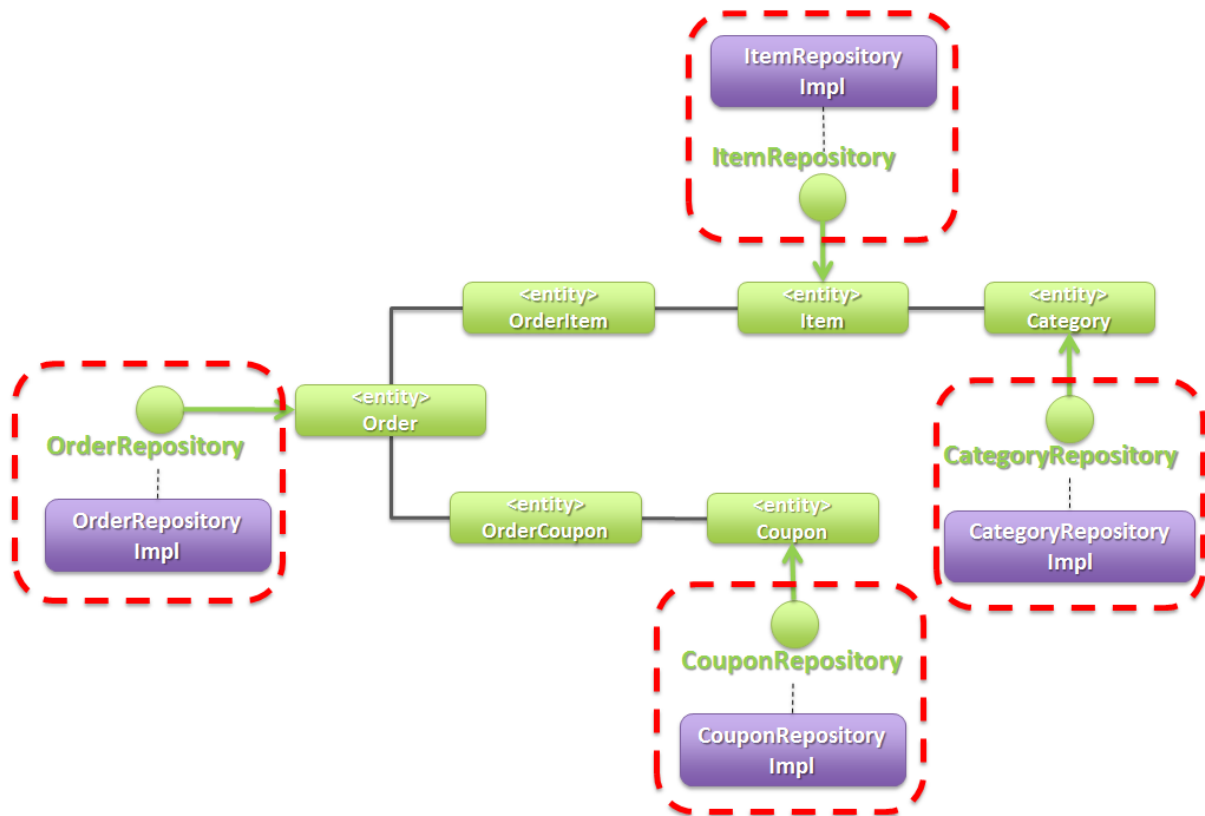 ItemRepository
Impl
ItemRepository
<entity>
OrderItem
<entity>
Item
<entity>
Category
<entity>
Order
OrderRepository
OrderRepository
Impl
CategoryRepository
CategoryRepository
Impl
<entity>
OrderCoupon
<entity>
Coupon
CouponRepository
CouponRepository
Impl